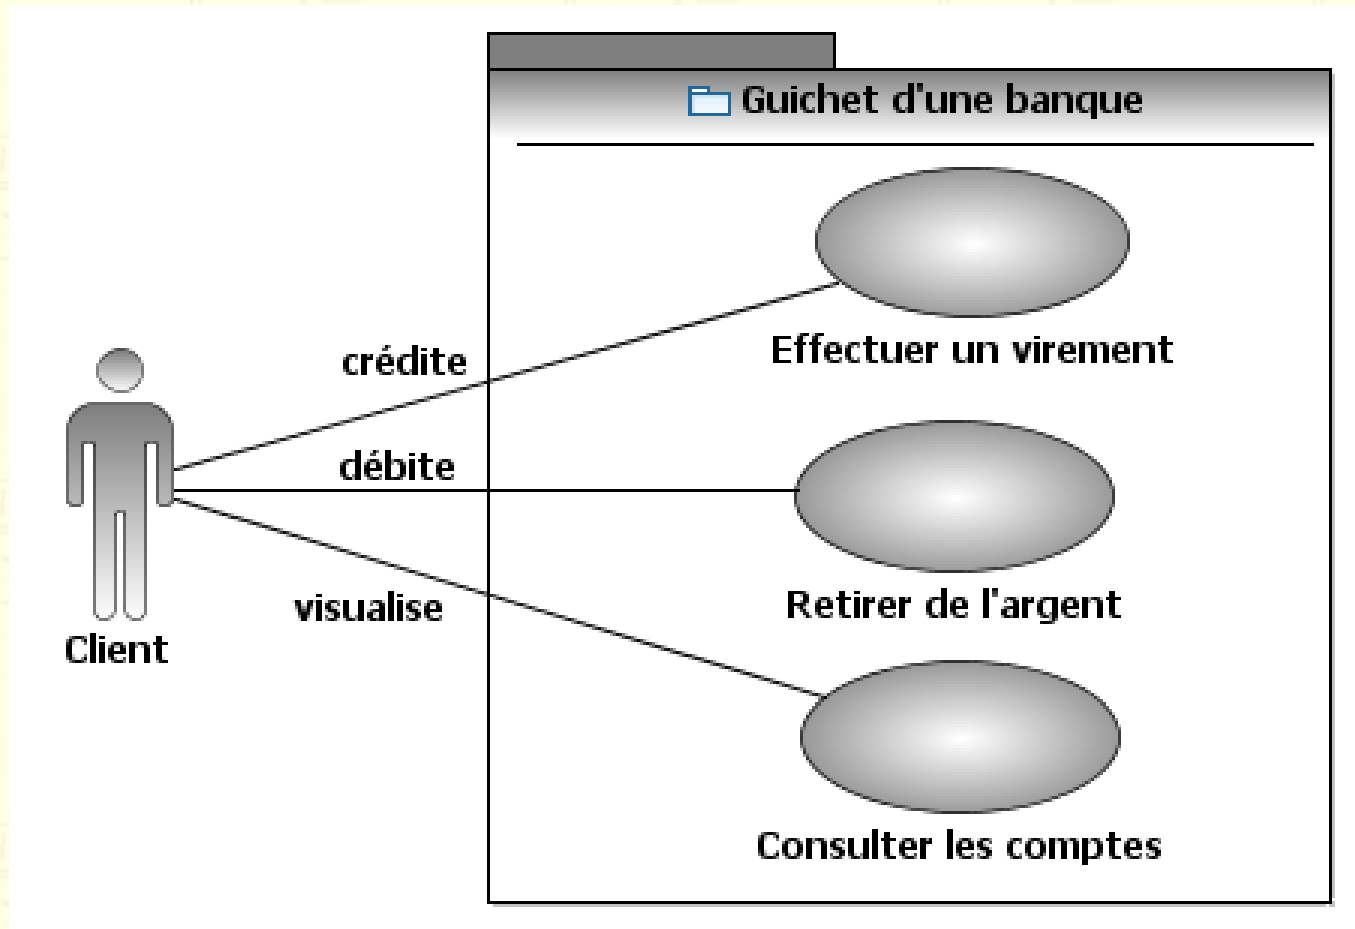 Guichet d'une banque
Effectuer un virement
crédite
débite
Retirer de l'argent
visualise
Client
Consulter les comptes